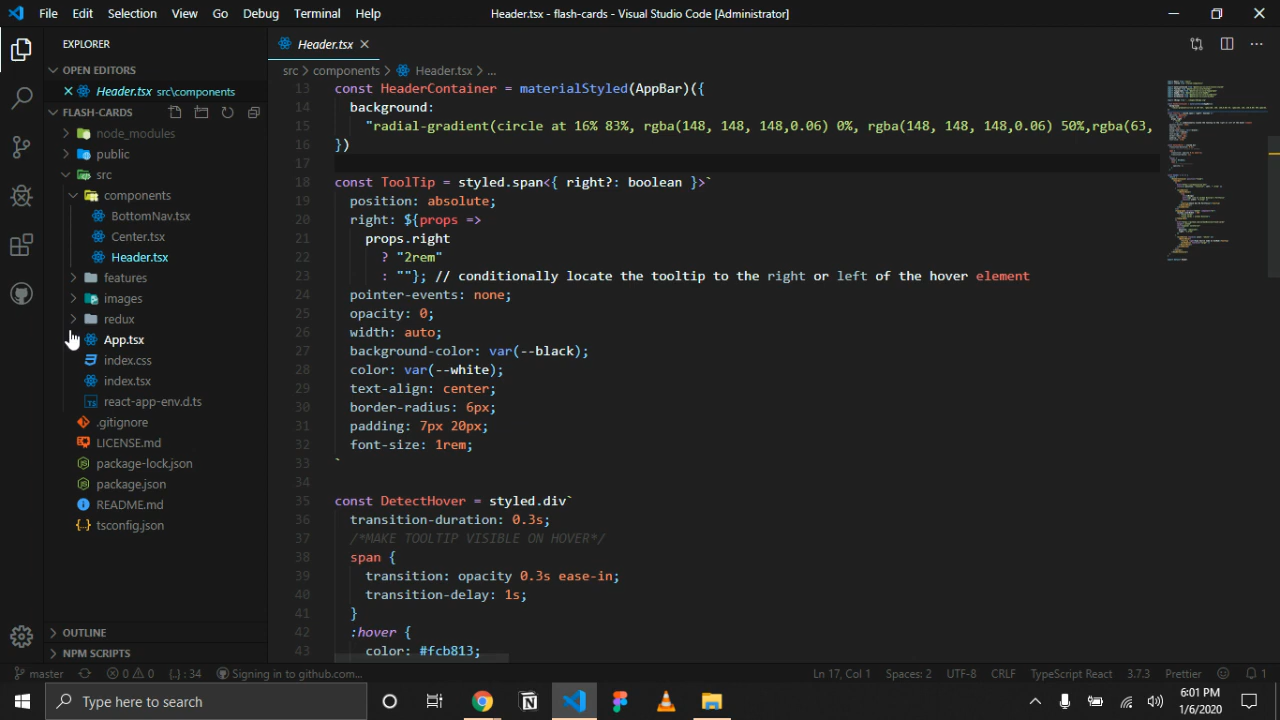 File Edit Selection View Go Debug Terminal Help Header.tsx - flash-cards - Visual Studio Code [Administrator]
EXPLORER
OPEN EDITORS
Header.tsx src\components
FLASH-CARDS
node_modules
public
src
components
BottomNav.tsx
Center.tsx
Header.tsx
features
images
redux
App.tsx
index.css
index.tsx
TS react-app-env.d.ts
.gitignore
LICENSE.md
package-lock.json
package.json
README.md
tsconfig.json
OUTLINE
NPM SCRIPTS
Header.tsx
src > components > Header.tsx > ...
13 const HeaderContainer = materialStyled(AppBar)({
14 background:
15 "radial-gradient(circle at 16% 83%, rgba(148, 148, 148,0.06) 0%, rgba(148, 148, 148,0.06) 50%,rgba(63,
16 })
17
18 const ToolTip = styled.span<{ right?: boolean }>`
19 position: absolute;
20 right: ${props =>
21 props.right
22 ? "2rem"
23 : ""}; // conditionally locate the tooltip to the right or left of the hover element
24 pointer-events: none;
25 opacity: 0;
26 width: auto;
27 background-color: var(--black);
28 color: var(--white);
29 text-align: center;
30 border-radius: 6px;
31 padding: 7px 20px;
32 font-size: 1rem;
33 `
34
35 const DetectHover = styled.div`
36 transition-duration: 0.3s;
37 /*MAKE TOOLTIP VISIBLE ON HOVER*/
38 span {
39 transition: opacity 0.3s ease-in;
40 transition-delay: 1s;
41 }
42 :hover {
43 color: #fcb813;
master 0 0 {.} : 34 Signing in to github.com... Ln 17, Col 1 Spaces: 2 UTF-8 CRLF TypeScript React 3.7.3 Prettier 1
Type here to search 6:01 PM
1/6/2020